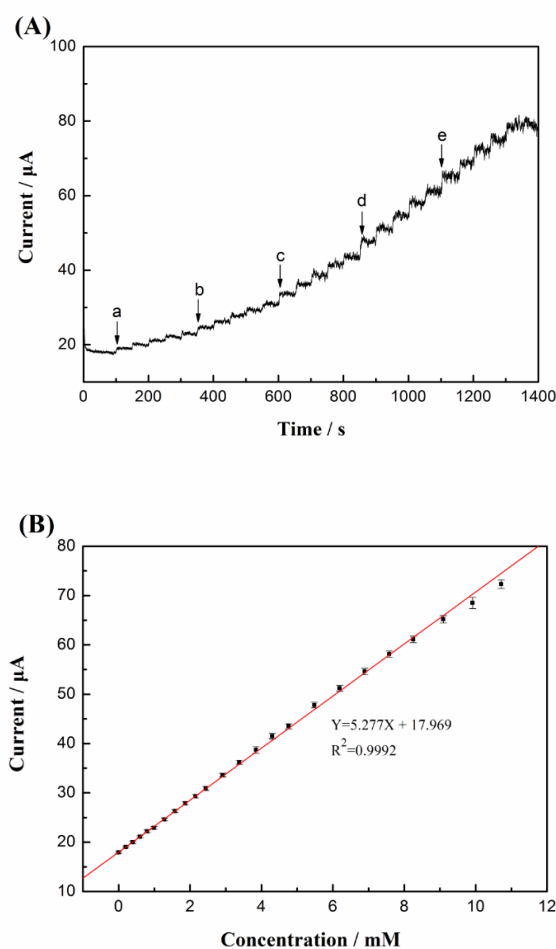 (A)
100
80
60
40
20
Current / μA
a
b
c
d
e
0 200 400 600 800 1000 1200 1400
Time / s
(B)
80
70
60
50
40
30
20
10
Current / μA
Y=5.277X + 17.969
R²=0.9992
0 2 4 6 8 10 12
Concentration / mM